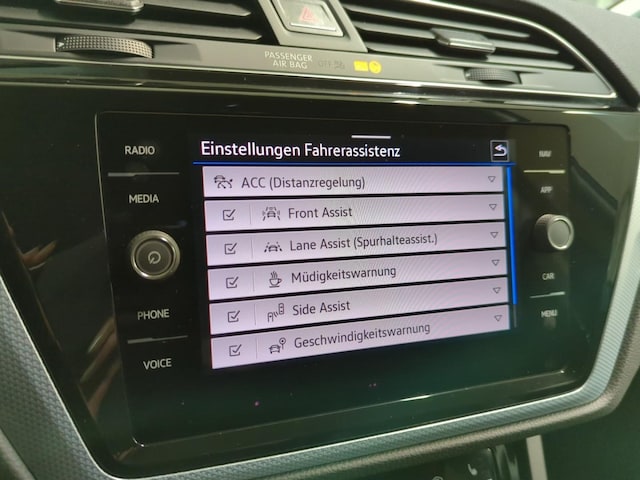 PASSENGER
AIR BAG OFF
RADIO
MEDIA
PHONE
VOICE
Einstellungen Fahrerassistenz
ACC (Distanzregelung)
Front Assist
Lane Assist (Spurhalteassist.)
Müdigkeitswarnung
Side Assist
Geschwindigkeitswarnung
NAV
APP
CAR
MENU